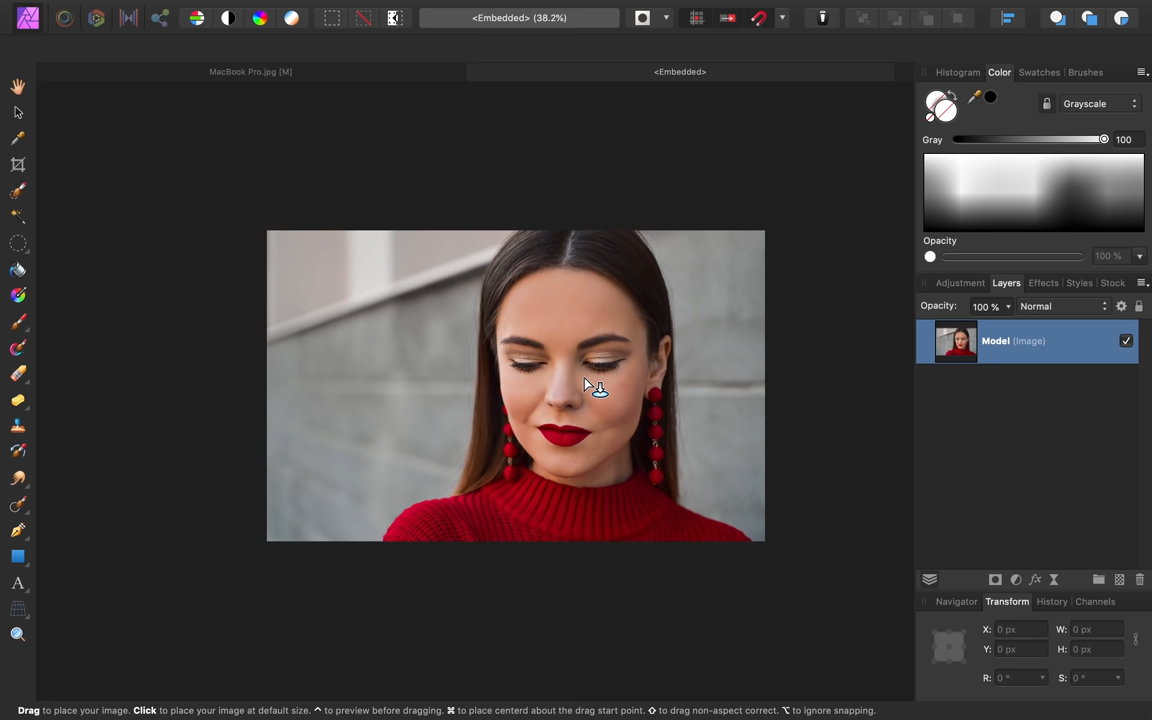 <Embedded> (38.2%)
MacBook Pro.jpg [M]
<Embedded>
Histogram
Color
Swatches
Brushes
Grayscale
Gray
100
Opacity
100 %
Adjustment
Layers
Effects
Styles
Stock
Opacity:
100 %
Normal
Model (Image)
fx
Navigator
Transform
History
Channels
X: 0 px
W: 0 px
Y: 0 px
H: 0 px
R: 0 °
S: 0 °
A
Drag to place your image. Click to place your image at default size. ⌃ to preview before dragging. ⌘ to place centerd about the drag start point. ⇧ to drag non-aspect correct. ⌥ to ignore snapping.